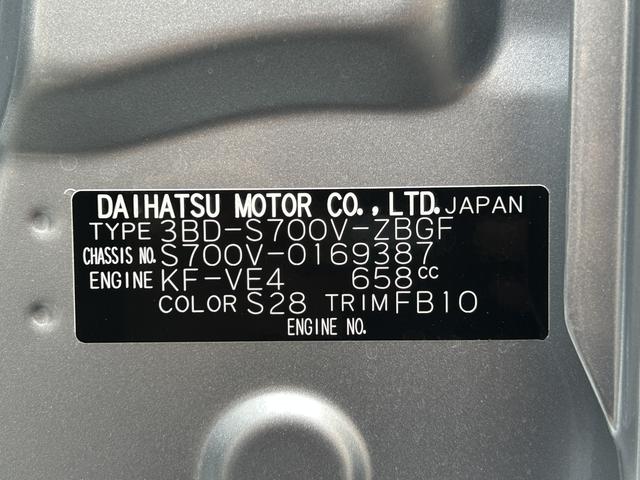 DAIHATSU MOTOR CO., LTD. JAPAN
TYPE 3BD-S700V-ZBGF
CHASSIS NO. S700V-0169387
ENGINE KF-VE4 658cc
COLOR S28 TRIM FB10
ENGINE NO.